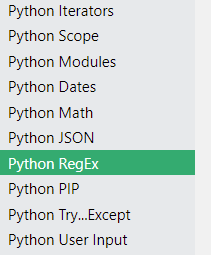 Python Iterators
Python Scope
Python Modules
Python Dates
Python Math
Python JSON
Python RegEx
Python PIP
Python Try...Except
Python User Input